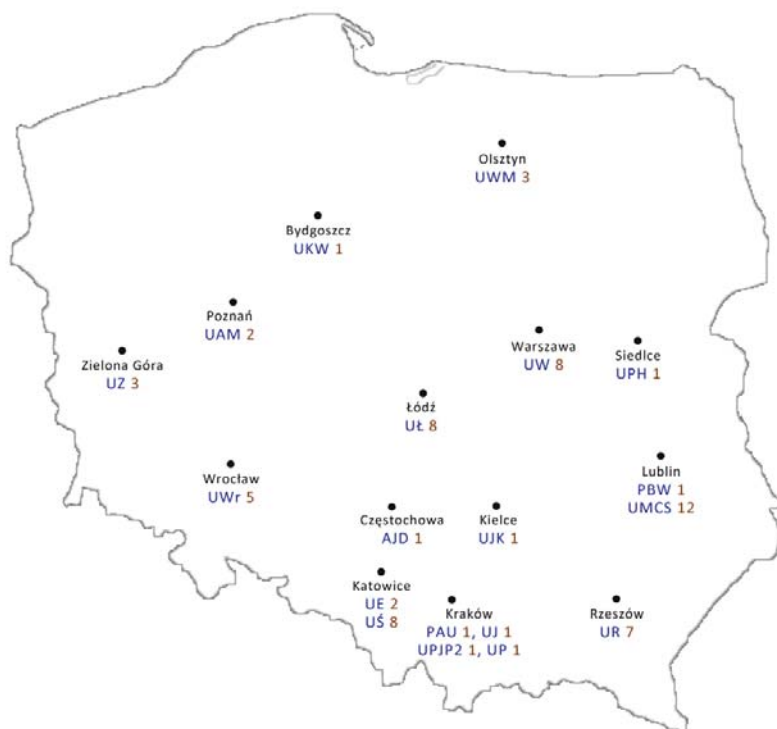 Olsztyn
UWM 3
Bydgoszcz
UKW 1
Poznań
UAM 2
Warszawa
UW 8
Siedlce
UPH 1
Zielona Góra
UZ 3
Łódź
UŁ 8
Wrocław
UWr 5
Lublin
PBW 1
UMCS 12
Częstochowa
AJD 1
Kielce
UJK 1
Katowice
UE 2
UŚ 8
Kraków
PAU 1, UJ 1
UPJP2 1, UP 1
Rzeszów
UR 7